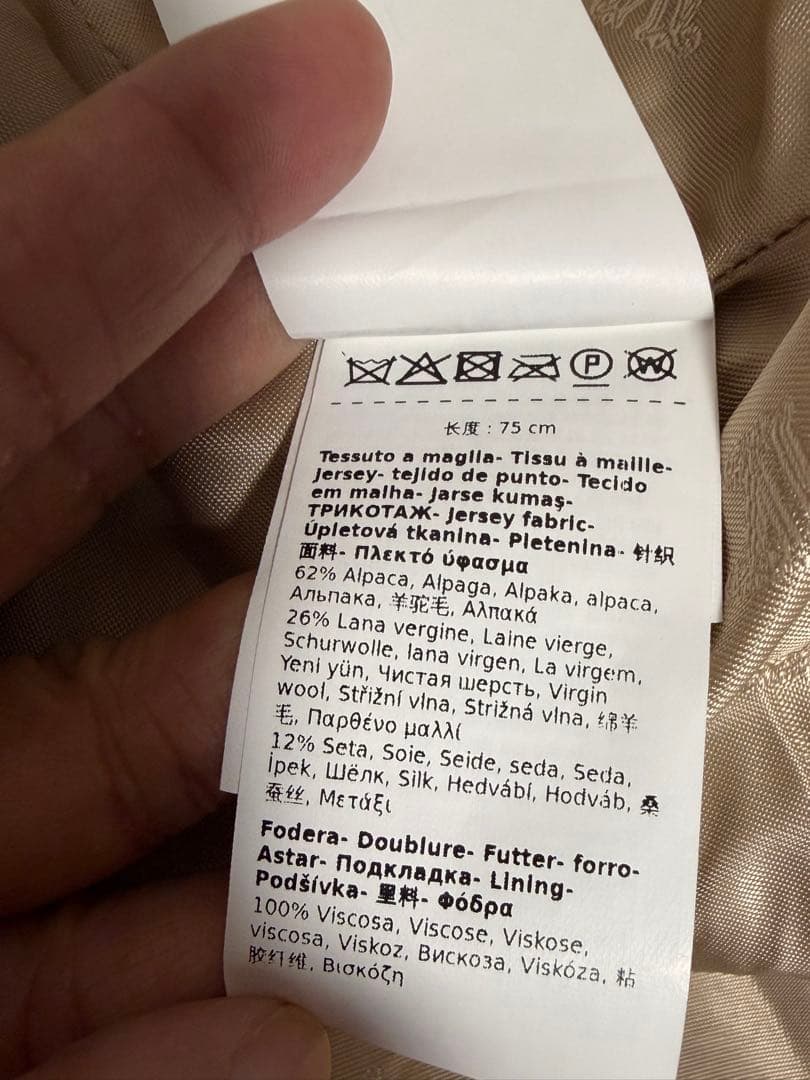 P W
长度 : 75 cm
Tessuto a maglia- Tissu à maille-
Jersey- tejido de punto- Tecido
em malha- Jarse kumaş-
ТРИКОТАЖ- Jersey fabric-
Úpletová tkanina- Pletenina- 针织
面料- Πλεκτό ύφασμα
62% Alpaca, Alpaga, Alpaka, alpaca,
Альпака, 羊驼毛, Αλπακά
26% Lana vergine, Laine vierge,
Schurwolle, lana virgen, La virgem,
Yeni yün, Чистая шерсть, Virgin
wool, Střižní vlna, Strižná vlna, 绵羊
毛, Παρθένο μαλλί
12% Seta, Soie, Seide, seda, Seda,
İpek, Шёлк, Silk, Hedvábí, Hodváb, 桑
蚕丝, Μετάξι
Fodera- Doublure- Futter- forro-
Astar- Подкладка- Lining-
Podšívka- 里料- Φόδρα
100% Viscosa, Viscose, Viskose,
viscosa, Viskoz, Вискоза, Viskóza, 粘
胶纤维, Βισκόζη